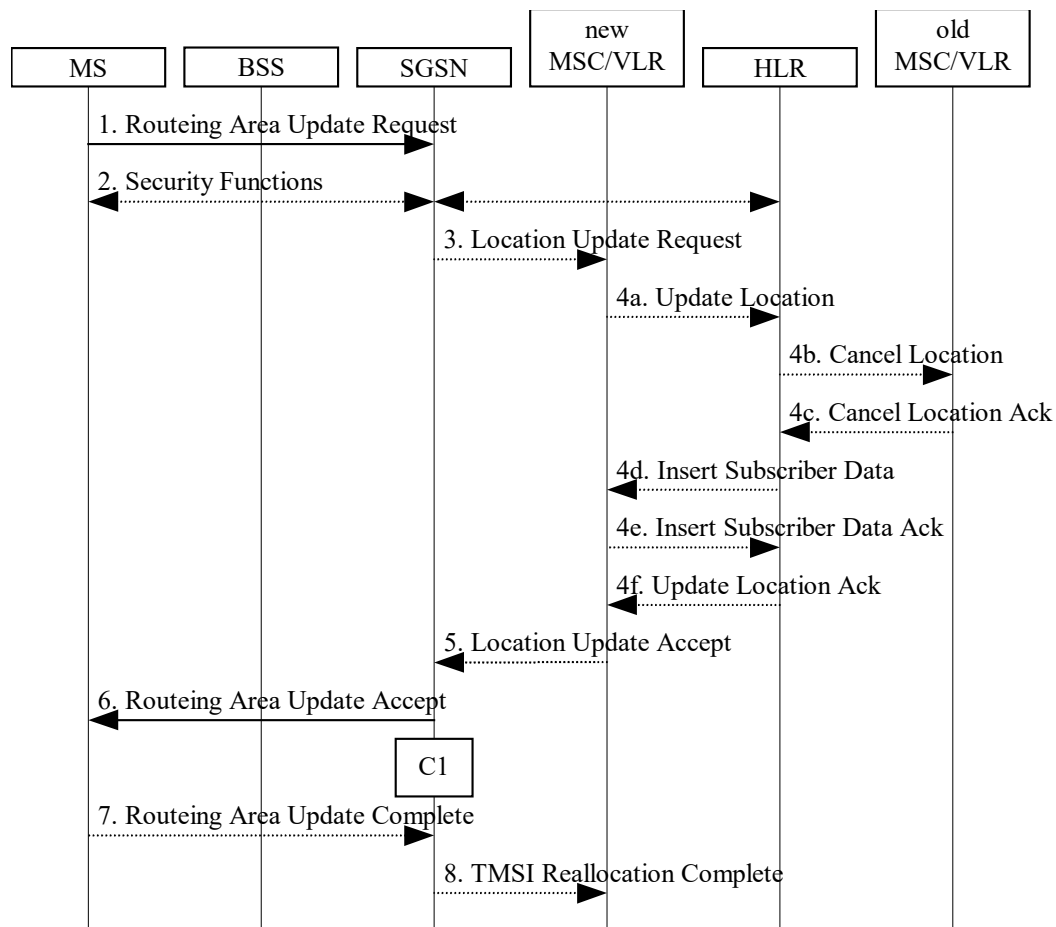 new
MSC/VLR
old
MSC/VLR
MS
BSS
SGSN
HLR
1. Routeing Area Update Request
2. Security Functions
3. Location Update Request
4a. Update Location
4b. Cancel Location
4c. Cancel Location Ack
4d. Insert Subscriber Data
4e. Insert Subscriber Data Ack
4f. Update Location Ack
5. Location Update Accept
6. Routeing Area Update Accept
C1
7. Routeing Area Update Complete
8. TMSI Reallocation Complete